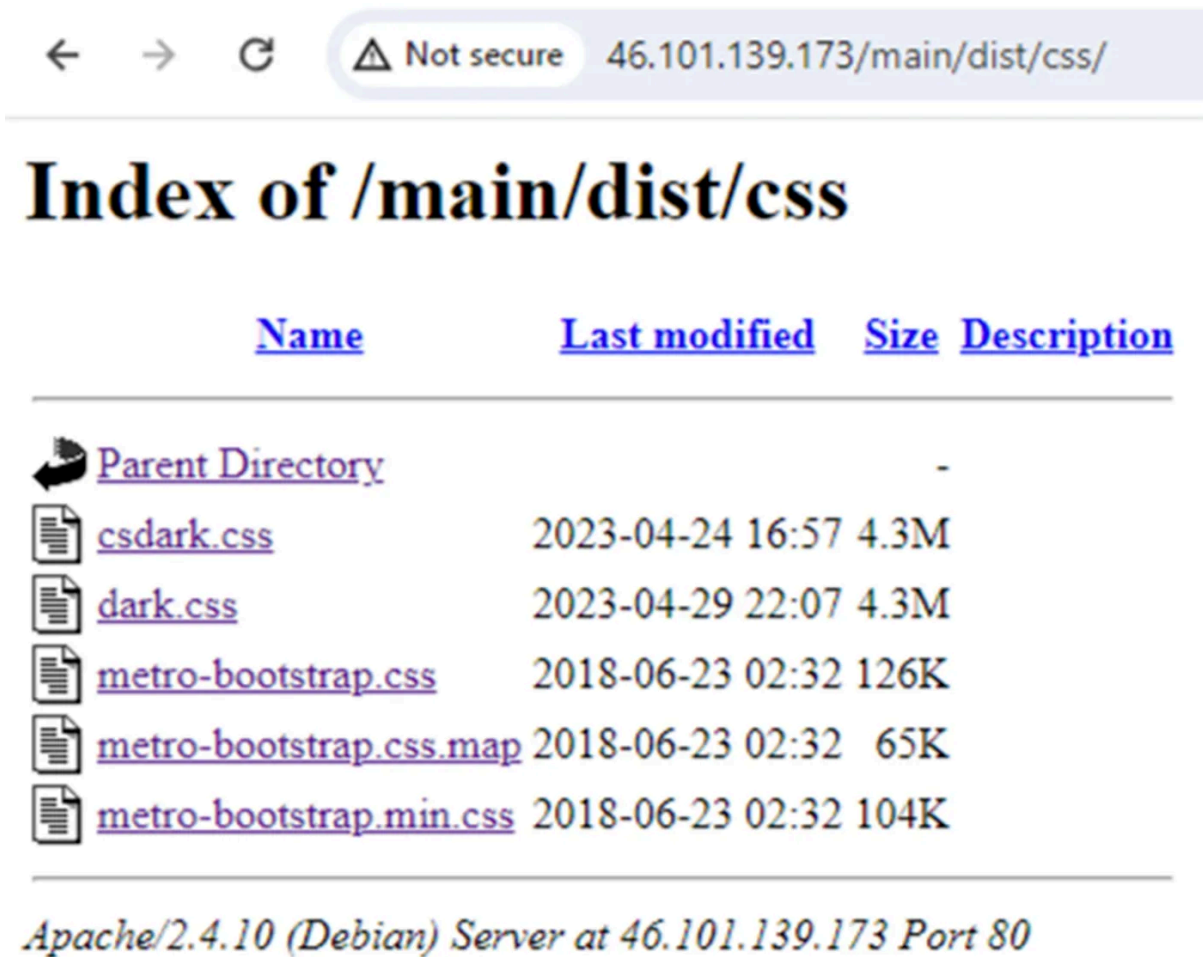 Not secure 46.101.139.173/main/dist/css/
Index of /main/dist/css
Name Last modified Size Description
Parent Directory -
csdark.css 2023-04-24 16:57 4.3M
dark.css 2023-04-29 22:07 4.3M
metro-bootstrap.css 2018-06-23 02:32 126K
metro-bootstrap.css.map 2018-06-23 02:32 65K
metro-bootstrap.min.css 2018-06-23 02:32 104K
Apache/2.4.10 (Debian) Server at 46.101.139.173 Port 80